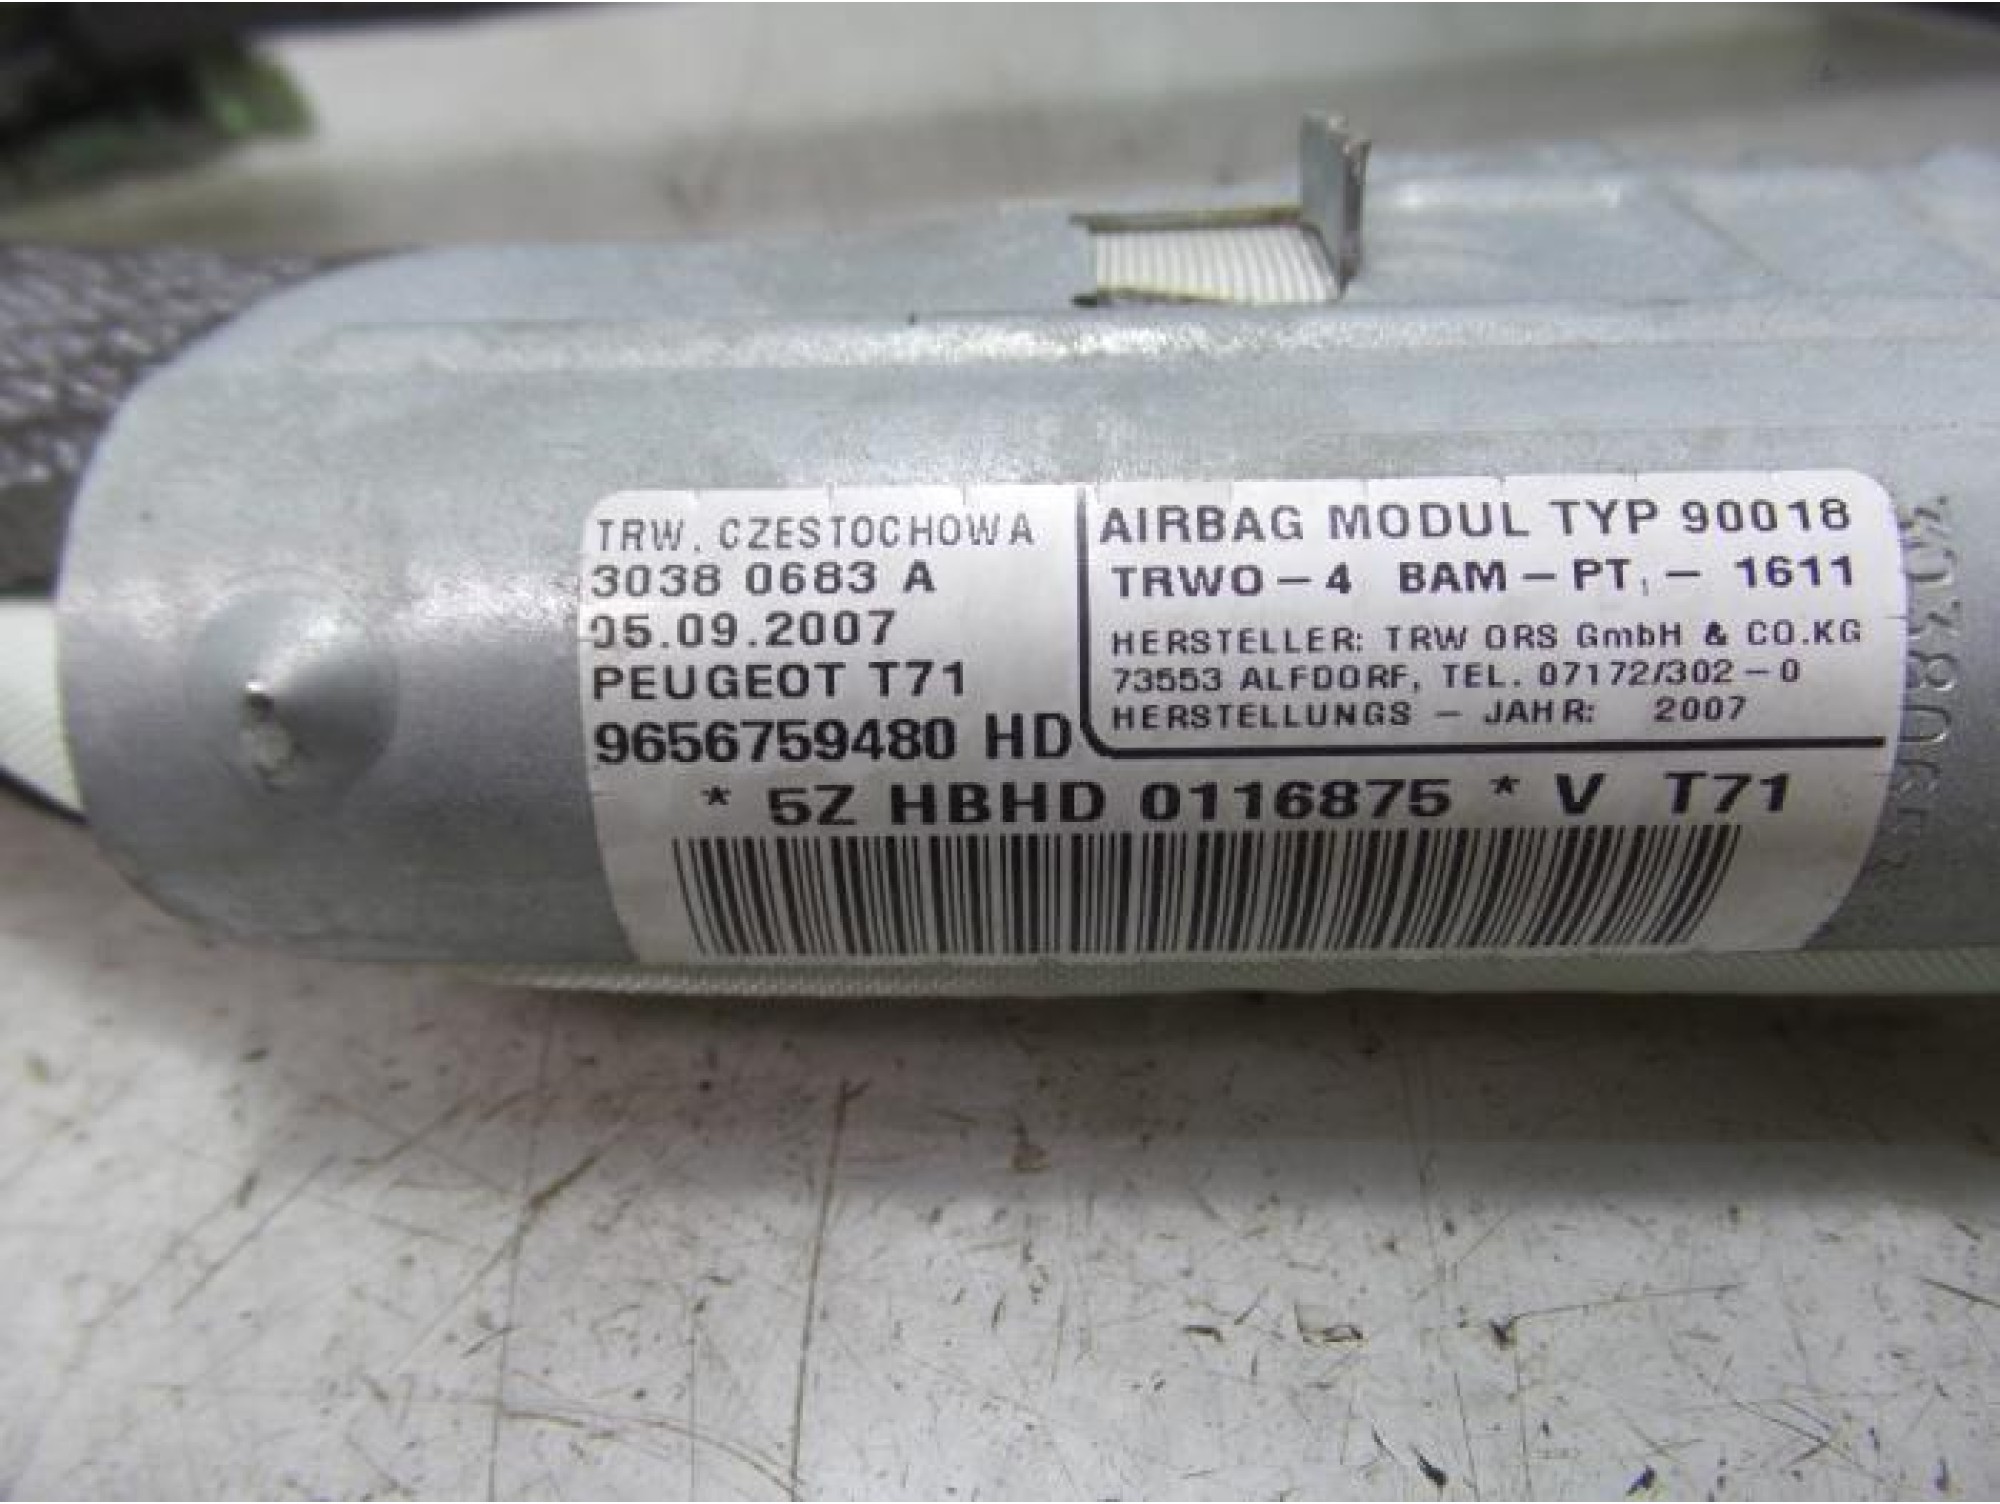 TRW. CZESTOCHOWA
3038 0683 A
05.09.2007
PEUGEOT T71
9656759480 HD
AIRBAG MODUL TYP 90018
TRWO-4 BAM-PT,- 1611
HERSTELLER: TRW ORS GmbH & CO.KG
73553 ALFDORF, TEL. 07172/302-0
HERSTELLUNGS - JAHR: 2007
* 5Z HBHD 0116875 * V T71